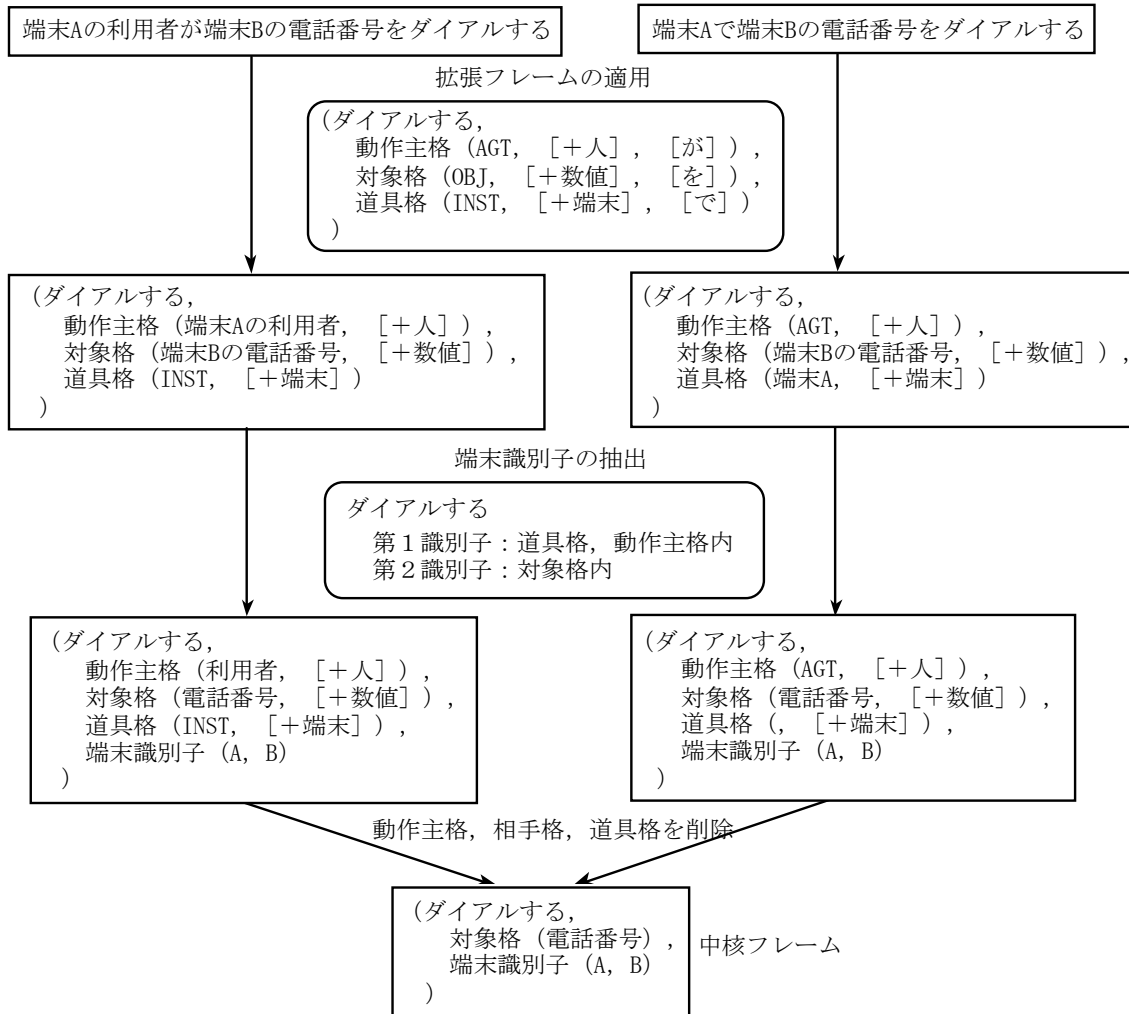 端末Aの利用者が端末Bの電話番号をダイアルする
端末Aで端末Bの電話番号をダイアルする
拡張フレームの適用
(ダイアルする,
動作主格 (AGT, [+人], [が]),
対象格 (OBJ, [+数値], [を]),
道具格 (INST, [+端末], [で])
)
(ダイアルする,
動作主格 (端末Aの利用者, [+人]),
対象格 (端末Bの電話番号, [+数値]),
道具格 (INST, [+端末])
)
(ダイアルする,
動作主格 (AGT, [+人]),
対象格 (端末Bの電話番号, [+数値]),
道具格 (端末A, [+端末])
)
端末識別子の抽出
ダイアルする
第1識別子:道具格, 動作主格内
第2識別子:対象格内
(ダイアルする,
動作主格 (利用者, [+人]),
対象格 (電話番号, [+数値]),
道具格 (INST, [+端末]),
端末識別子 (A, B)
)
(ダイアルする,
動作主格 (AGT, [+人]),
対象格 (電話番号, [+数値]),
道具格 (, [+端末]),
端末識別子 (A, B)
)
動作主格, 相手格, 道具格を削除
(ダイアルする,
対象格 (電話番号),
端末識別子 (A, B)
)
中核フレーム